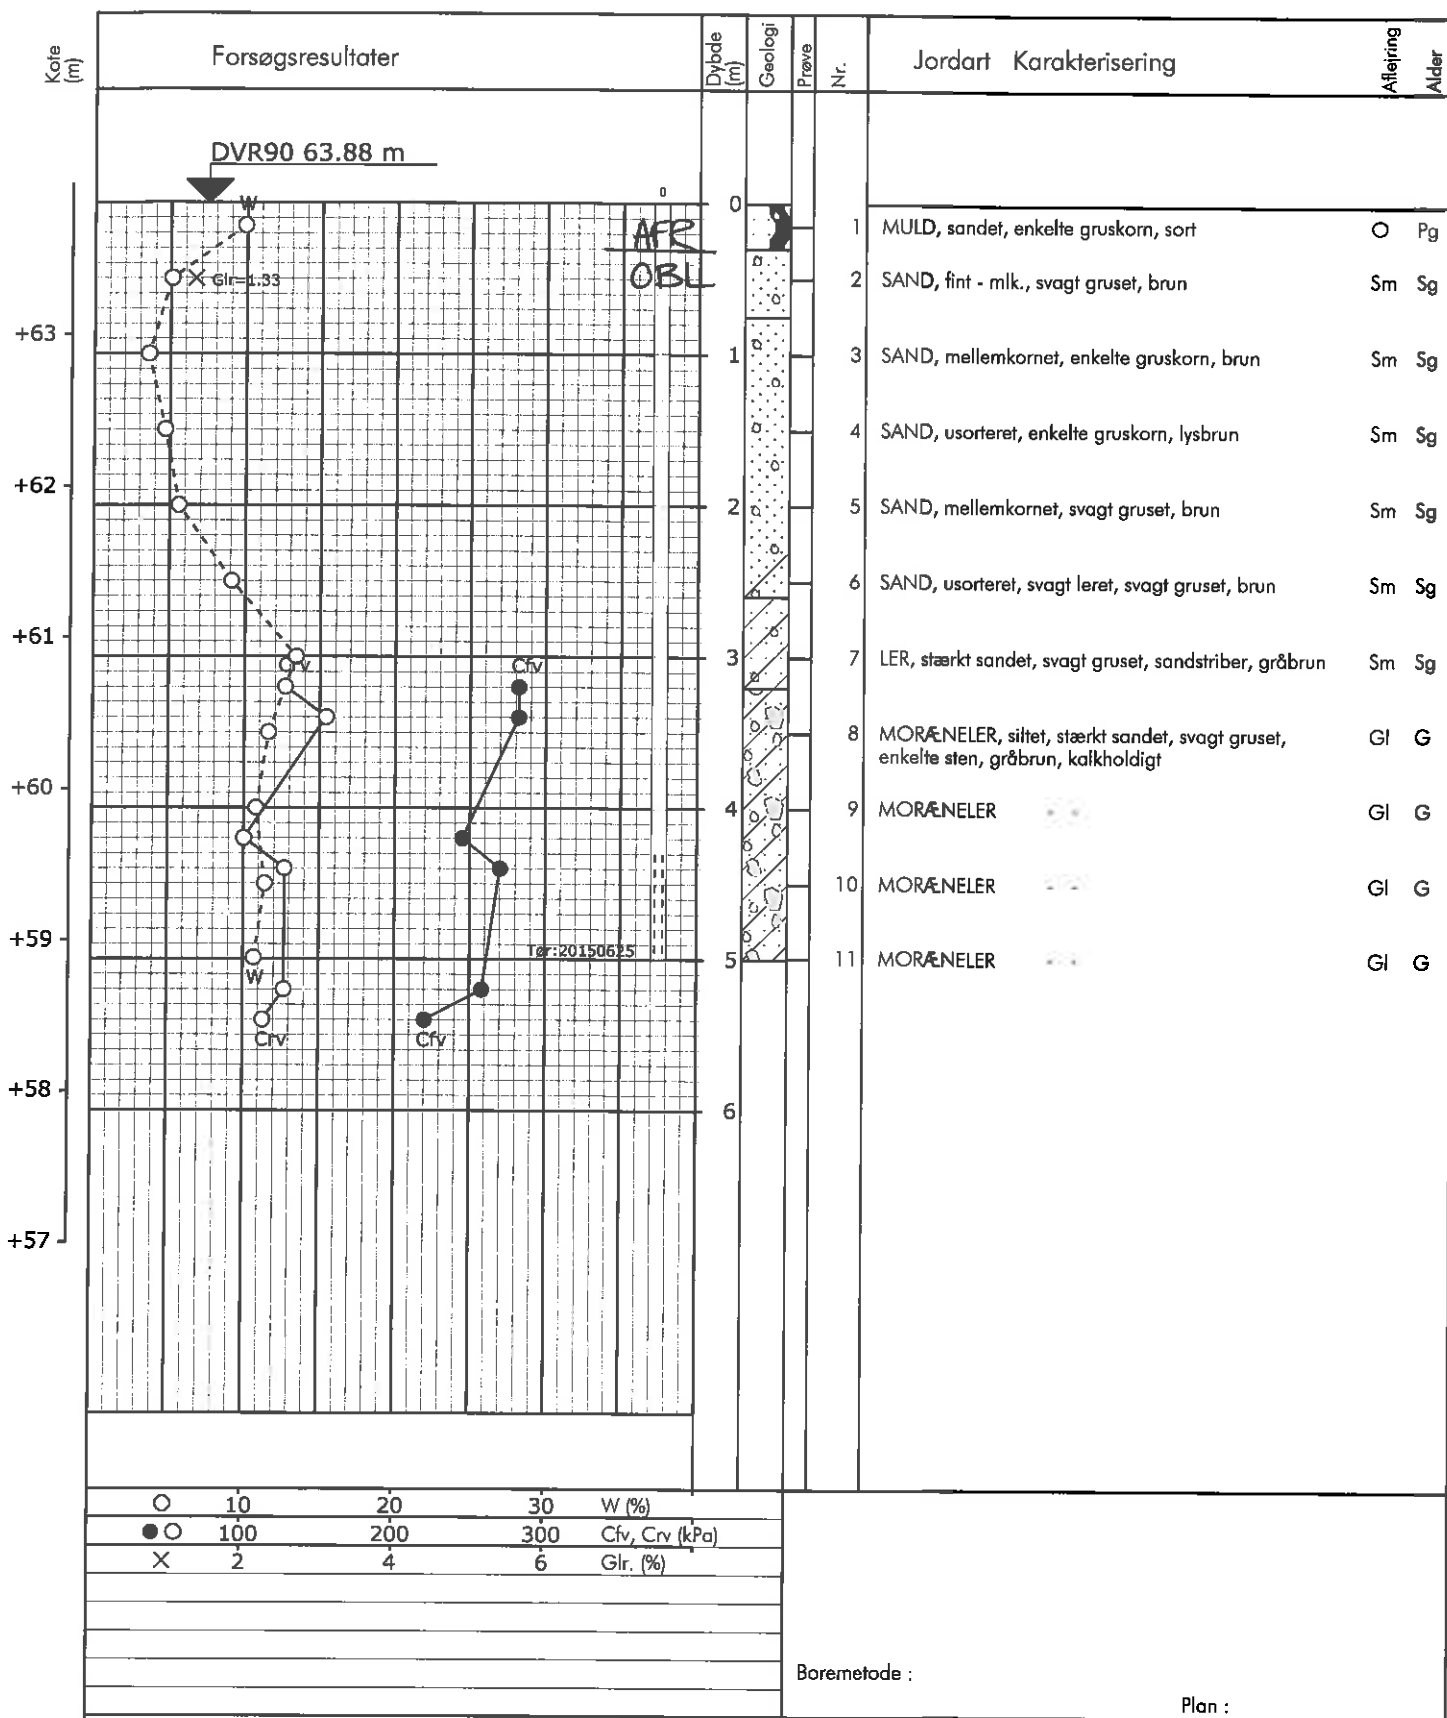 Kote (m)
Forsøgsresultater
Dybde (m)
Geologi
Prøve
Nr.
Jordart Karakterisering
Aflejring
Alder
DVR90 63.88 m
W
0
AFR
OBL
Glr=1.33
1 MULD, sandet, enkelte gruskorn, sort O Pg
2 SAND, fint - mlk., svagt gruset, brun Sm Sg
+63
1
3 SAND, mellemkornet, enkelte gruskorn, brun Sm Sg
4 SAND, usorteret, enkelte gruskorn, lysbrun Sm Sg
+62
2
5 SAND, mellemkornet, svagt gruset, brun Sm Sg
6 SAND, usorteret, svagt leret, svagt gruset, brun Sm Sg
+61
Cfv
3
7 LER, stærkt sandet, svagt gruset, sandstriber, gråbrun Sm Sg
8 MORÆNELER, siltet, stærkt sandet, svagt gruset, Gl G
enkelte sten, gråbrun, kalkholdigt
+60
4
9 MORÆNELER Gl G
10 MORÆNELER Gl G
+59
Tør:20150625
5
11 MORÆNELER Gl G
W
Crv
Cfv
+58
6
+57
10 20 30 W (%)
100 200 300 Cfv, Crv (kPa)
2 4 6 Glr. (%)
Boremetode :
Plan :